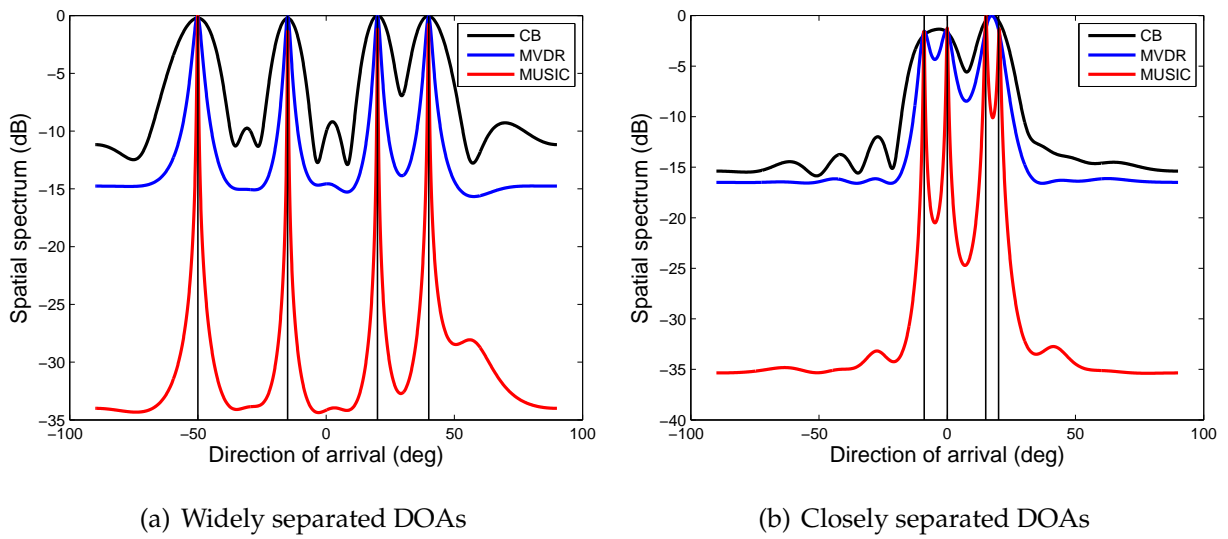 0
−5
−10
−15
−20
−25
−30
−35
−100
−50
0
50
100
Spatial spectrum (dB)
Direction of arrival (deg)
CB
MVDR
MUSIC
(a) Widely separated DOAs
0
−5
−10
−15
−20
−25
−30
−35
−40
−100
−50
0
50
100
Spatial spectrum (dB)
Direction of arrival (deg)
CB
MVDR
MUSIC
(b) Closely separated DOAs